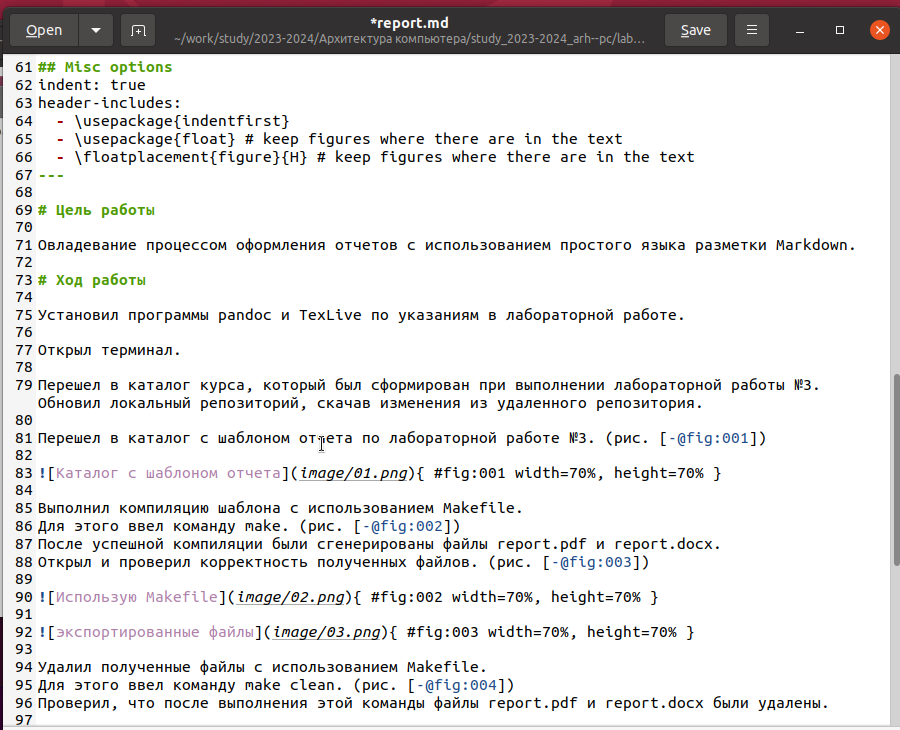 Open
*report.md
~/work/study/2023-2024/Архитектура компьютера/study_2023-2024_arh--pc/lab…
Save
61 ## Misc options
62 indent: true
63 header-includes:
64   - \usepackage{indentfirst}
65   - \usepackage{float} # keep figures where there are in the text
66   - \floatplacement{figure}{H} # keep figures where there are in the text
67 ---
68
69 # Цель работы
70
71 Овладевание процессом оформления отчетов с использованием простого языка разметки Markdown.
72
73 # Ход работы
74
75 Установил программы pandoc и TexLive по указаниям в лабораторной работе.
76
77 Открыл терминал.
78
79 Перешел в каталог курса, который был сформирован при выполнении лабораторной работы №3.
Обновил локальный репозиторий, скачав изменения из удаленного репозитория.
80
81 Перешел в каталог с шаблоном отчета по лабораторной работе №3. (рис. [-@fig:001])
82
83 ![Каталог с шаблоном отчета](image/01.png){ #fig:001 width=70%, height=70% }
84
85 Выполнил компиляцию шаблона с использованием Makefile.
86 Для этого ввел команду make. (рис. [-@fig:002])
87 После успешной компиляции были сгенерированы файлы report.pdf и report.docx.
88 Открыл и проверил корректность полученных файлов. (рис. [-@fig:003])
89
90 ![Использую Makefile](image/02.png){ #fig:002 width=70%, height=70% }
91
92 ![экспортированные файлы](image/03.png){ #fig:003 width=70%, height=70% }
93
94 Удалил полученные файлы с использованием Makefile.
95 Для этого ввел команду make clean. (рис. [-@fig:004])
96 Проверил, что после выполнения этой команды файлы report.pdf и report.docx были удалены.
97